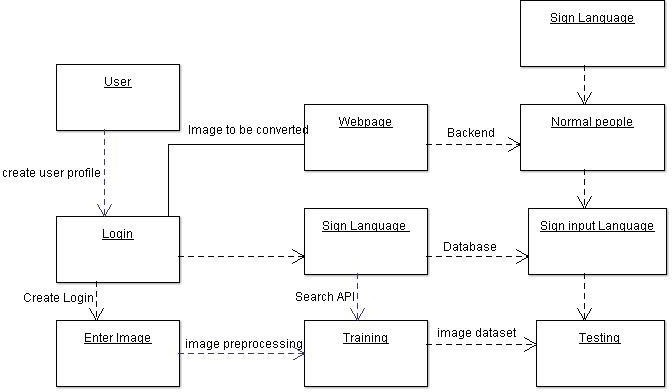 Sign Language
User
Image to be converted
Webpage
Backend
Normal people
create user profile
Login
Sign Language
Database
Sign input Language
Create Login
Search API
Enter Image
image preprocessing
Training
image dataset
Testing